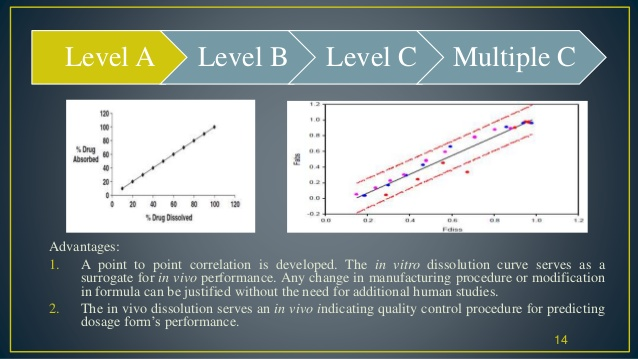 Level A
Level B
Level C
Multiple C
120
100
80
60
40
20
0
% Drug
Absorbed
0 20 40 60 80 100 120
% Drug Dissolved
1.2
1.0
0.8
0.6
0.4
0.2
0.0
-0.2
Fabs
0.0 0.2 0.4 0.6 0.8 1.0 1.2
Fdiss
Advantages:
1. A point to point correlation is developed. The in vitro dissolution curve serves as a
surrogate for in vivo performance. Any change in manufacturing procedure or modification
in formula can be justified without the need for additional human studies.
2. The in vivo dissolution serves an in vivo indicating quality control procedure for predicting
dosage form's performance.
14